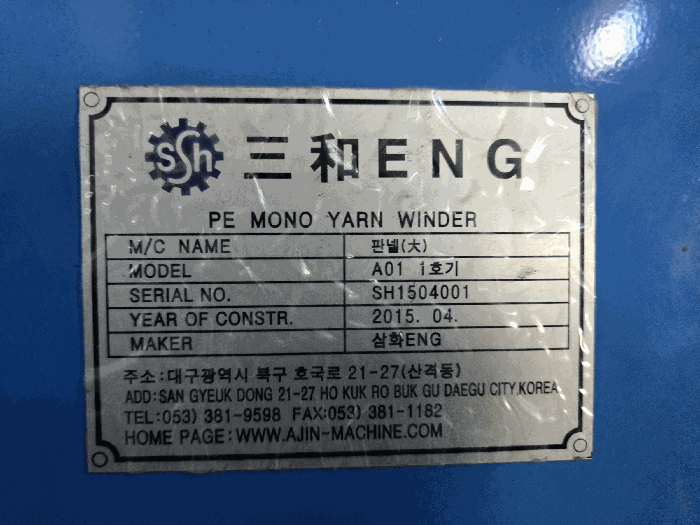 SSh 三和ENG
PE MONO YARN WINDER
M/C NAME 판넬(大)
MODEL A01 1호기
SERIAL NO. SH1504001
YEAR OF CONSTR. 2015. 04.
MAKER 삼화ENG
주소:대구광역시 북구 호국로 21-27(산격동)
ADD:SAN GYEUK DONG 21-27 HO KUK RO BUK GU DAEGU CITY.KOREA
TEL:053) 381-9598 FAX:053) 381-1182
HOME PAGE:WWW.AJIN-MACHINE.COM